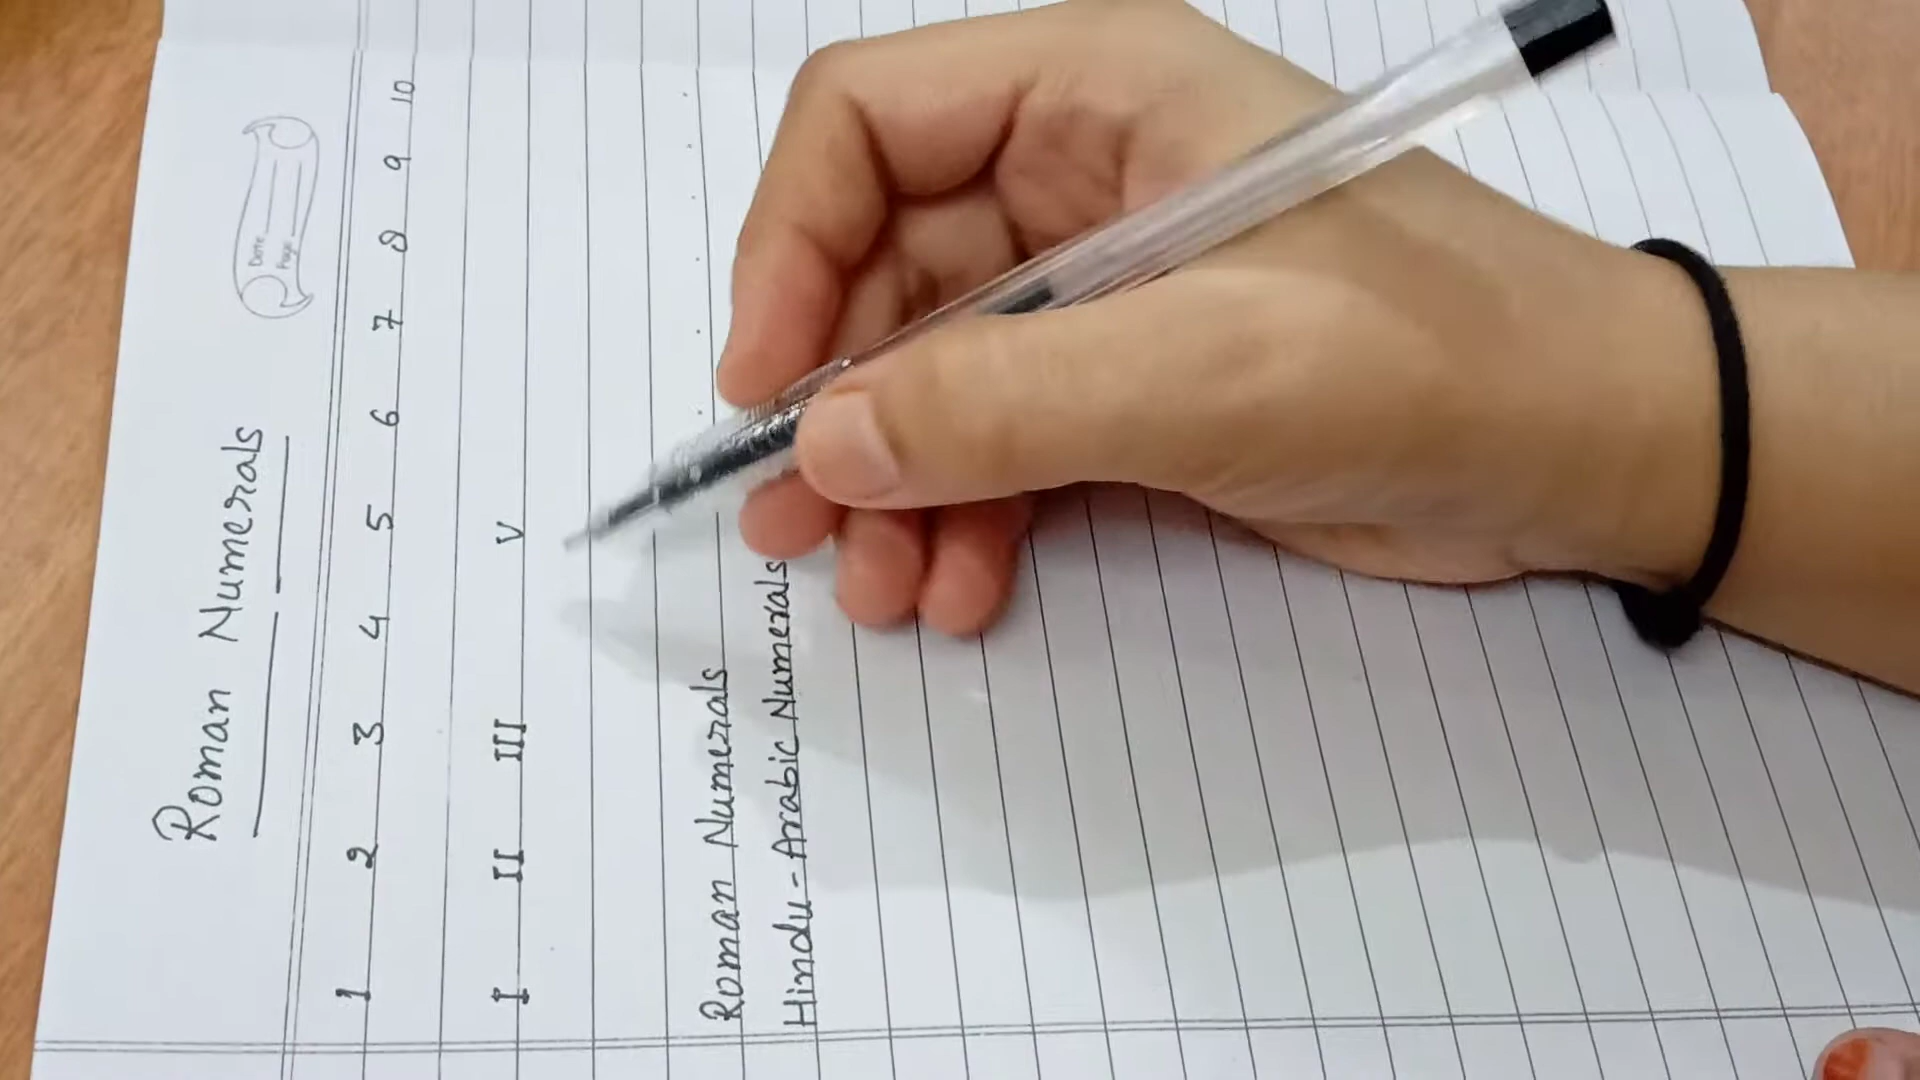 Roman Numerals
Date
Page
1 2 3 4 5 6 7 8 9 10
I II III V
Roman Numerals
Hindu-Arabic Numerals